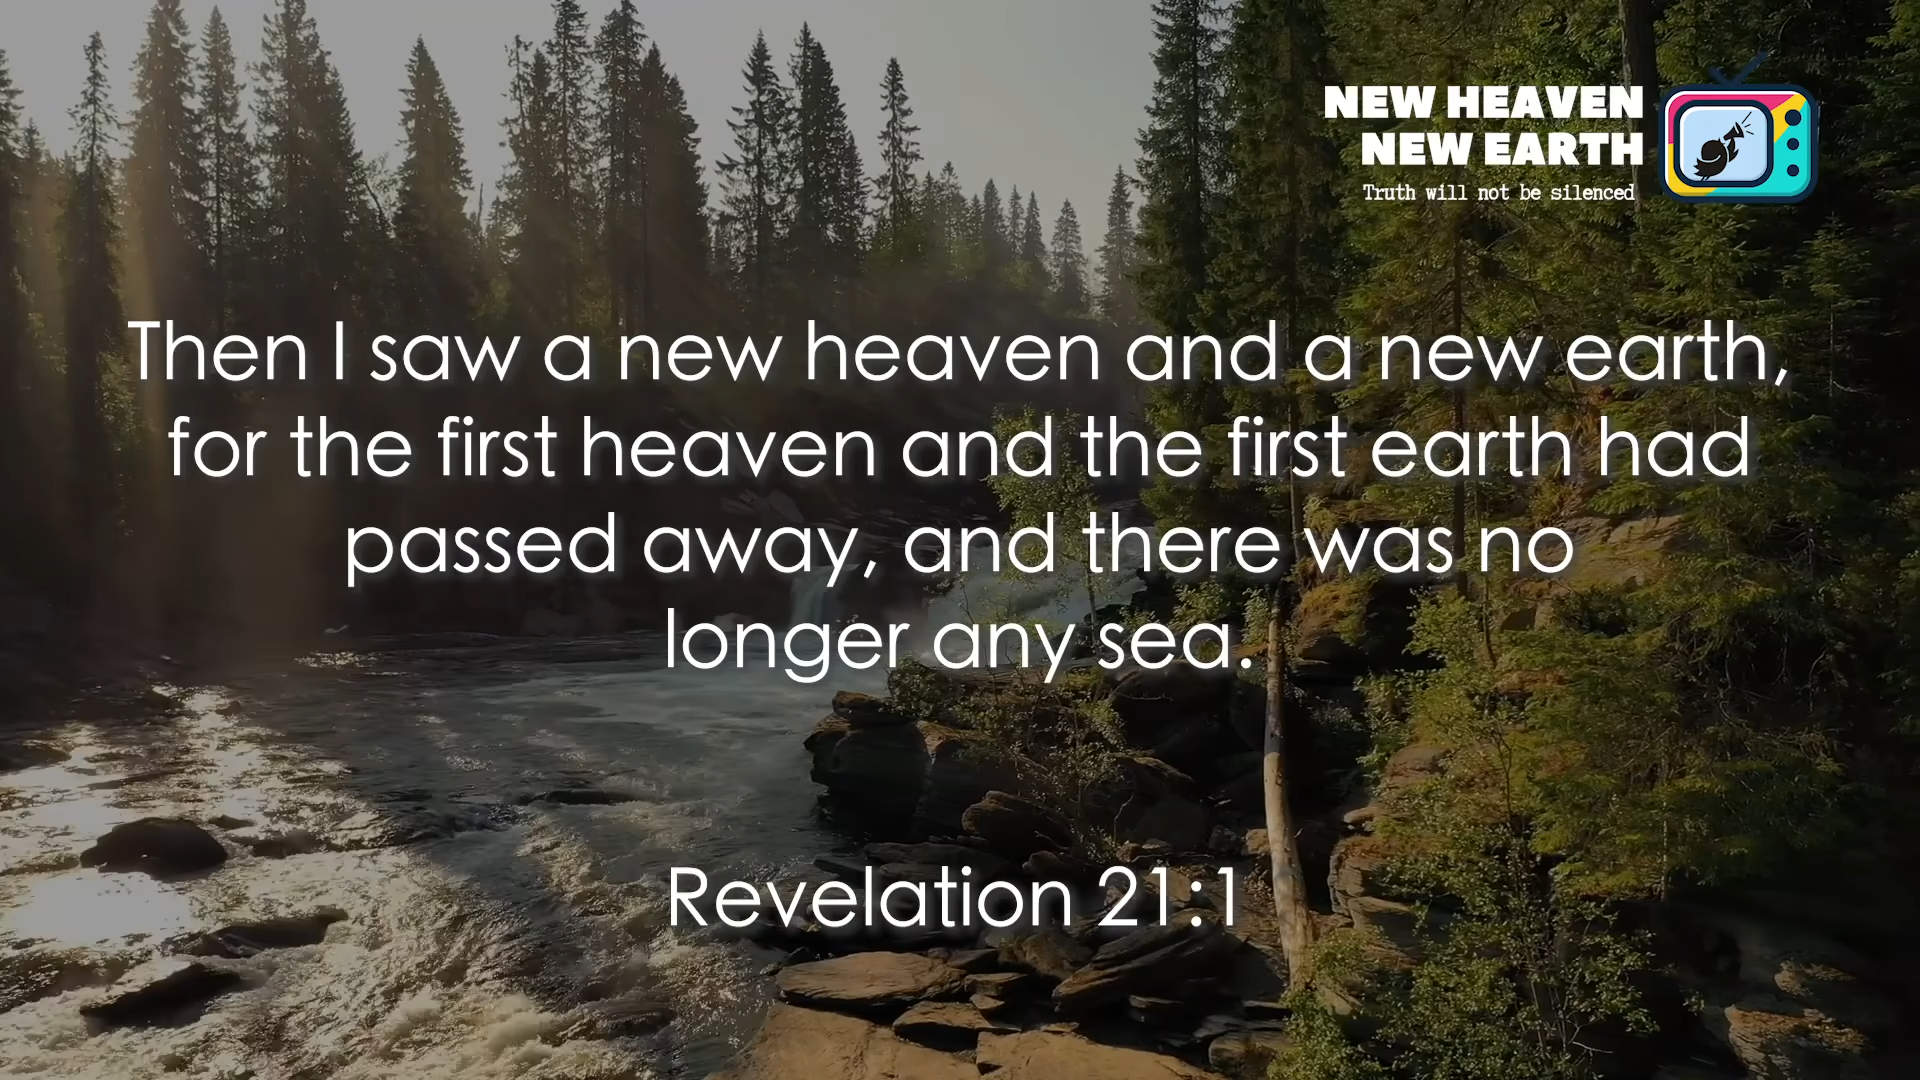 NEW HEAVEN
NEW EARTH
Truth will not be silenced
Then I saw a new heaven and a new earth,
for the first heaven and the first earth had
passed away, and there was no
longer any sea.
Revelation 21:1